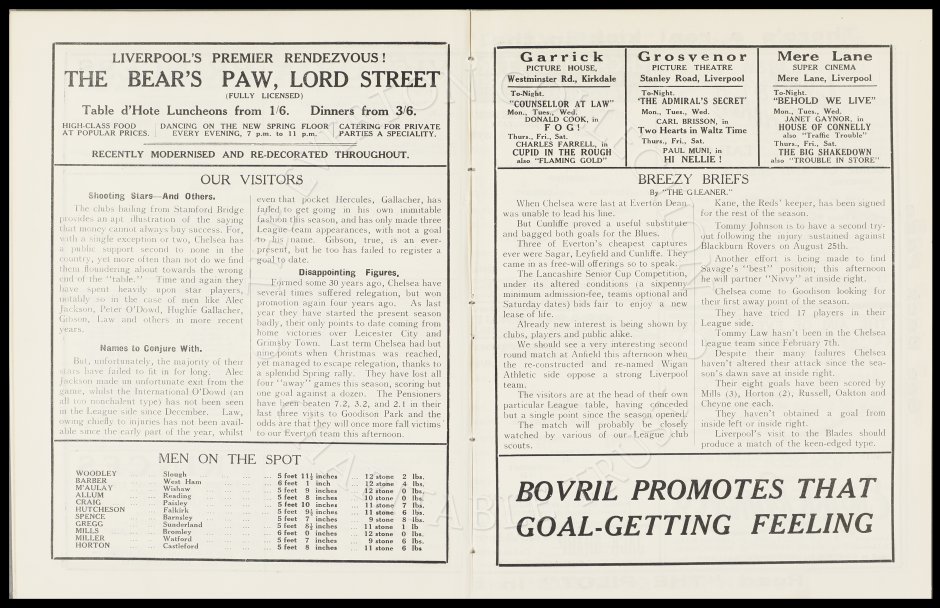 LIVERPOOL'S PREMIER RENDEZVOUS!
THE BEAR'S PAW, LORD STREET
(FULLY LICENSED)
Table d'Hote Luncheons from 1/6. Dinners from 3/6.
HIGH-CLASS FOOD
AT POPULAR PRICES.
DANCING ON THE NEW SPRING FLOOR
EVERY EVENING, 7 p.m. to 11 p.m.
CATERING FOR PRIVATE
PARTIES A SPECIALITY.
RECENTLY MODERNISED AND RE-DECORATED THROUGHOUT.
OUR VISITORS
Shooting Stars—And Others.
The clubs hailing from Stamford Bridge
provides an apt illustration of the saying
that money cannot always buy success. For,
with a single exception or two, Chelsea has
a public support second to none in the
country, yet more often than not do we find
them floundering about towards the wrong
end of the "table." Time and again they
have spent heavily upon star players,
notably so in the case of men like Alec
Jackson, Peter O'Dowd, Hughie Gallacher,
Gibson, Law and others in more recent
years.
Names to Conjure With.
But, unfortunately, the majority of their
stars have failed to fit in for long. Alec
Jackson made an unfortunate exit from the
game, whilst the International O'Dowd (an
all too nonchalent type) has not been seen
in the League side since December. Law,
owing chiefly to injuries has not been avail-
able since the early part of the year, whilst
even that pocket Hercules, Gallacher, has
failed to get going in his own inimitable
fashion this season, and has only made three
League team appearances, with not a goal
to his name. Gibson, true, is an ever-
present, but he too has failed to register a
goal to date.
Disappointing Figures.
Formed some 30 years ago, Chelsea have
several times suffered relegation, but won
promotion again four years ago. As last
year they have started the present season
badly, their only points to date coming from
home victories over Leicester City and
Grimsby Town. Last term Chelsea had but
nine points when Christmas was reached,
yet managed to escape relegation, thanks to
a splendid Spring rally. They have lost all
four "away" games this season, scoring but
one goal against a dozen. The Pensioners
have been beaten 7.2, 3.2, and 2.1 in their
last three visits to Goodison Park and the
odds are that they will once more fall victims
to our Everton team this afternoon.
MEN ON THE SPOT
WOODLEY ... Slough ... 5 feet 11½ inches ... 12 stone 2 lbs.
BARBER ... West Ham ... 6 feet 1 inch ... 12 stone 4 lbs.
M'AULAY ... Wishaw ... 5 feet 9 inches ... 12 stone 0 lbs.
ALLUM ... Reading ... 5 feet 8 inches ... 10 stone 0 lbs.
CRAIG ... Paisley ... 5 feet 10 inches ... 11 stone 7 lbs.
HUTCHESON ... Falkirk ... 5 feet 9½ inches ... 11 stone 6 lbs.
SPENCE ... Barnsley ... 5 feet 7 inches ... 9 stone 8 lbs.
GREGG ... Sunderland ... 5 feet 8½ inches ... 11 stone 1 lb
MILLS ... Bromley ... 6 feet 0 inches ... 12 stone 0 lbs.
MILLER ... Watford ... 5 feet 7 inches ... 9 stone 6 lbs.
HORTON ... Castleford ... 5 feet 8 inches ... 11 stone 6 lbs
Garrick
PICTURE HOUSE,
Westminster Rd., Kirkdale
To-Night.
"COUNSELLOR AT LAW"
Mon., Tues., Wed.
DONALD COOK, in
FOG!
Thurs., Fri., Sat.
CHARLES FARRELL, in
CUPID IN THE ROUGH
also "FLAMING GOLD"
Grosvenor
PICTURE THEATRE
Stanley Road, Liverpool
To-Night.
'THE ADMIRAL'S SECRET'
Mon., Tues., Wed.
CARL BRISSON, in
Two Hearts in Waltz Time
Thurs., Fri., Sat.
PAUL MUNI, in
HI NELLIE!
Mere Lane
SUPER CINEMA
Mere Lane, Liverpool
To-Night.
"BEHOLD WE LIVE"
Mon., Tues., Wed.
JANET GAYNOR, in
HOUSE OF CONNELLY
also "Traffic Trouble"
Thurs., Fri., Sat.
THE BIG SHAKEDOWN
also "TROUBLE IN STORE"
BREEZY BRIEFS
By "THE GLEANER."
When Chelsea were last at Everton Dean
was unable to lead his line.
But Cunliffe proved a useful substitute
and bagged both goals for the Blues.
Three of Everton's cheapest captures
ever were Sagar, Leyfield and Cunliffe. They
came in as free-will offerings so to speak.
The Lancashire Senior Cup Competition,
under its altered conditions (a sixpenny
minimum admission-fee, teams optional and
Saturday dates) bids fair to enjoy a new
lease of life.
Already new interest is being shown by
clubs, players and public alike.
We should see a very interesting second
round match at Anfield this afternoon when
the re-constructed and re-named Wigan
Athletic side oppose a strong Liverpool
team.
The visitors are at the head of their own
particular League table, having conceded
but a single point since the season opened.
The match will probably be closely
watched by various of our League club
scouts.
Kane, the Reds' keeper, has been signed
for the rest of the season.
Tommy Johnson is to have a second try-
out following the injury sustained against
Blackburn Rovers on August 25th.
Another effort is being made to find
Savage's "best" position; this afternoon
he will partner "Nivvy" at inside right.
Chelsea come to Goodison looking for
their first away point of the season.
They have tried 17 players in their
League side.
Tommy Law hasn't been in the Chelsea
League team since February 7th.
Despite their many failures Chelsea
haven't altered their attack since the sea-
son's dawn save at inside right.
Their eight goals have been scored by
Mills (3), Horton (2), Russell, Oakton and
Cheyne one each.
They haven't obtained a goal from
inside left or inside right.
Liverpool's visit to the Blades should
produce a match of the keen-edged type.
BOVRIL PROMOTES THAT
GOAL-GETTING FEELING